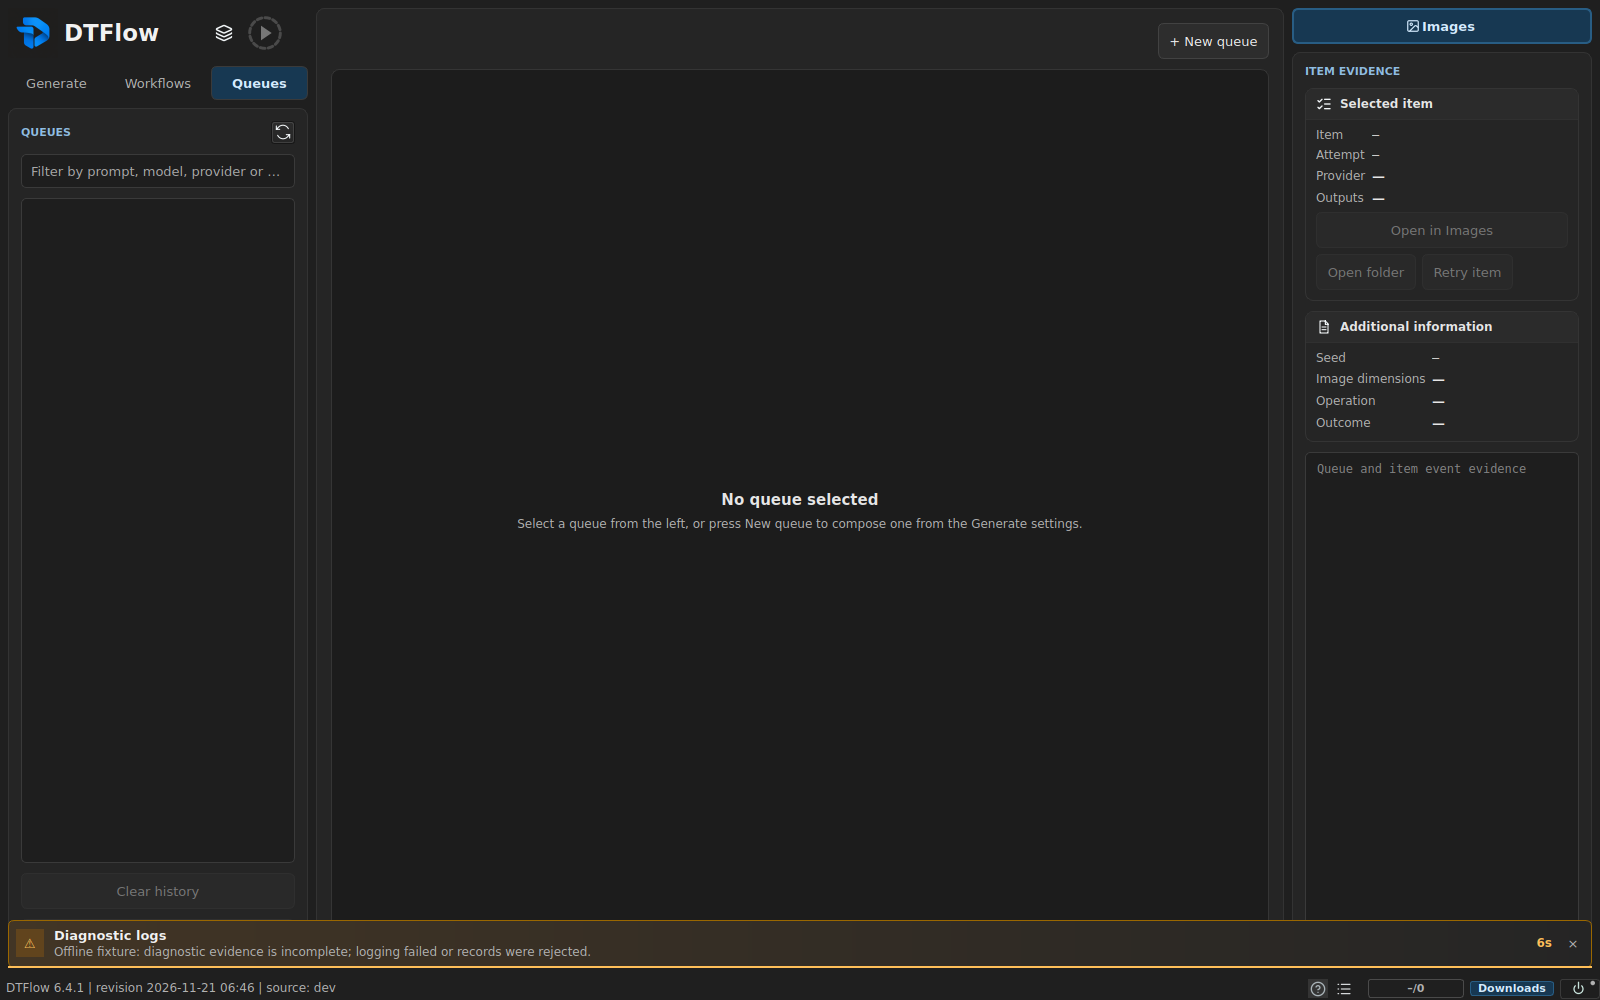 DTFlow
Generate
Workflows
Queues
QUEUES
Filter by prompt, model, provider or ...
Clear history
+ New queue
No queue selected
Select a queue from the left, or press New queue to compose one from the Generate settings.
Images
ITEM EVIDENCE
Selected item
Item –
Attempt –
Provider —
Outputs —
Open in Images
Open folder
Retry item
Additional information
Seed –
Image dimensions —
Operation —
Outcome —
Queue and item event evidence
Diagnostic logs
Offline fixture: diagnostic evidence is incomplete; logging failed or records were rejected.
6s ×
DTFlow 6.4.1 | revision 2026-11-21 06:46 | source: dev
–/0
Downloads